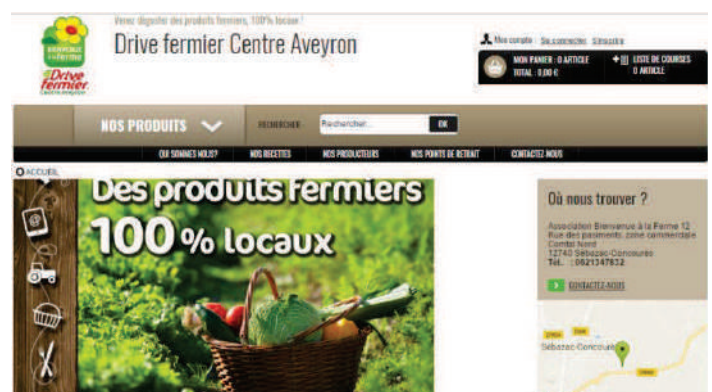 Venez déguster des produits fermiers, 100% locaux !
Drive fermier Centre Aveyron
BIENVENUE
à la ferme
Drive
fermier
Centre Aveyron
Mon compte : Se connecter S'inscrire
MON PANIER : 0 ARTICLE
TOTAL : 0,00 €
LISTE DE COURSES
0 ARTICLE
NOS PRODUITS
RECHERCHER
Rechercher...
OK
QUI SOMMES NOUS?
NOS RECETTES
NOS PRODUCTEURS
NOS POINTS DE RETRAIT
CONTACTEZ NOUS
ACCUEIL
Des produits fermiers
100 % locaux
Où nous trouver ?
Association Bienvenue à la Ferme 12
Rue des pasiments, zone commerciale
Comtal Nord
12740 Sébazac-Concourès
Tél. : 0621347832
CONTACTEZ-NOUS
Sébazac-Concourès